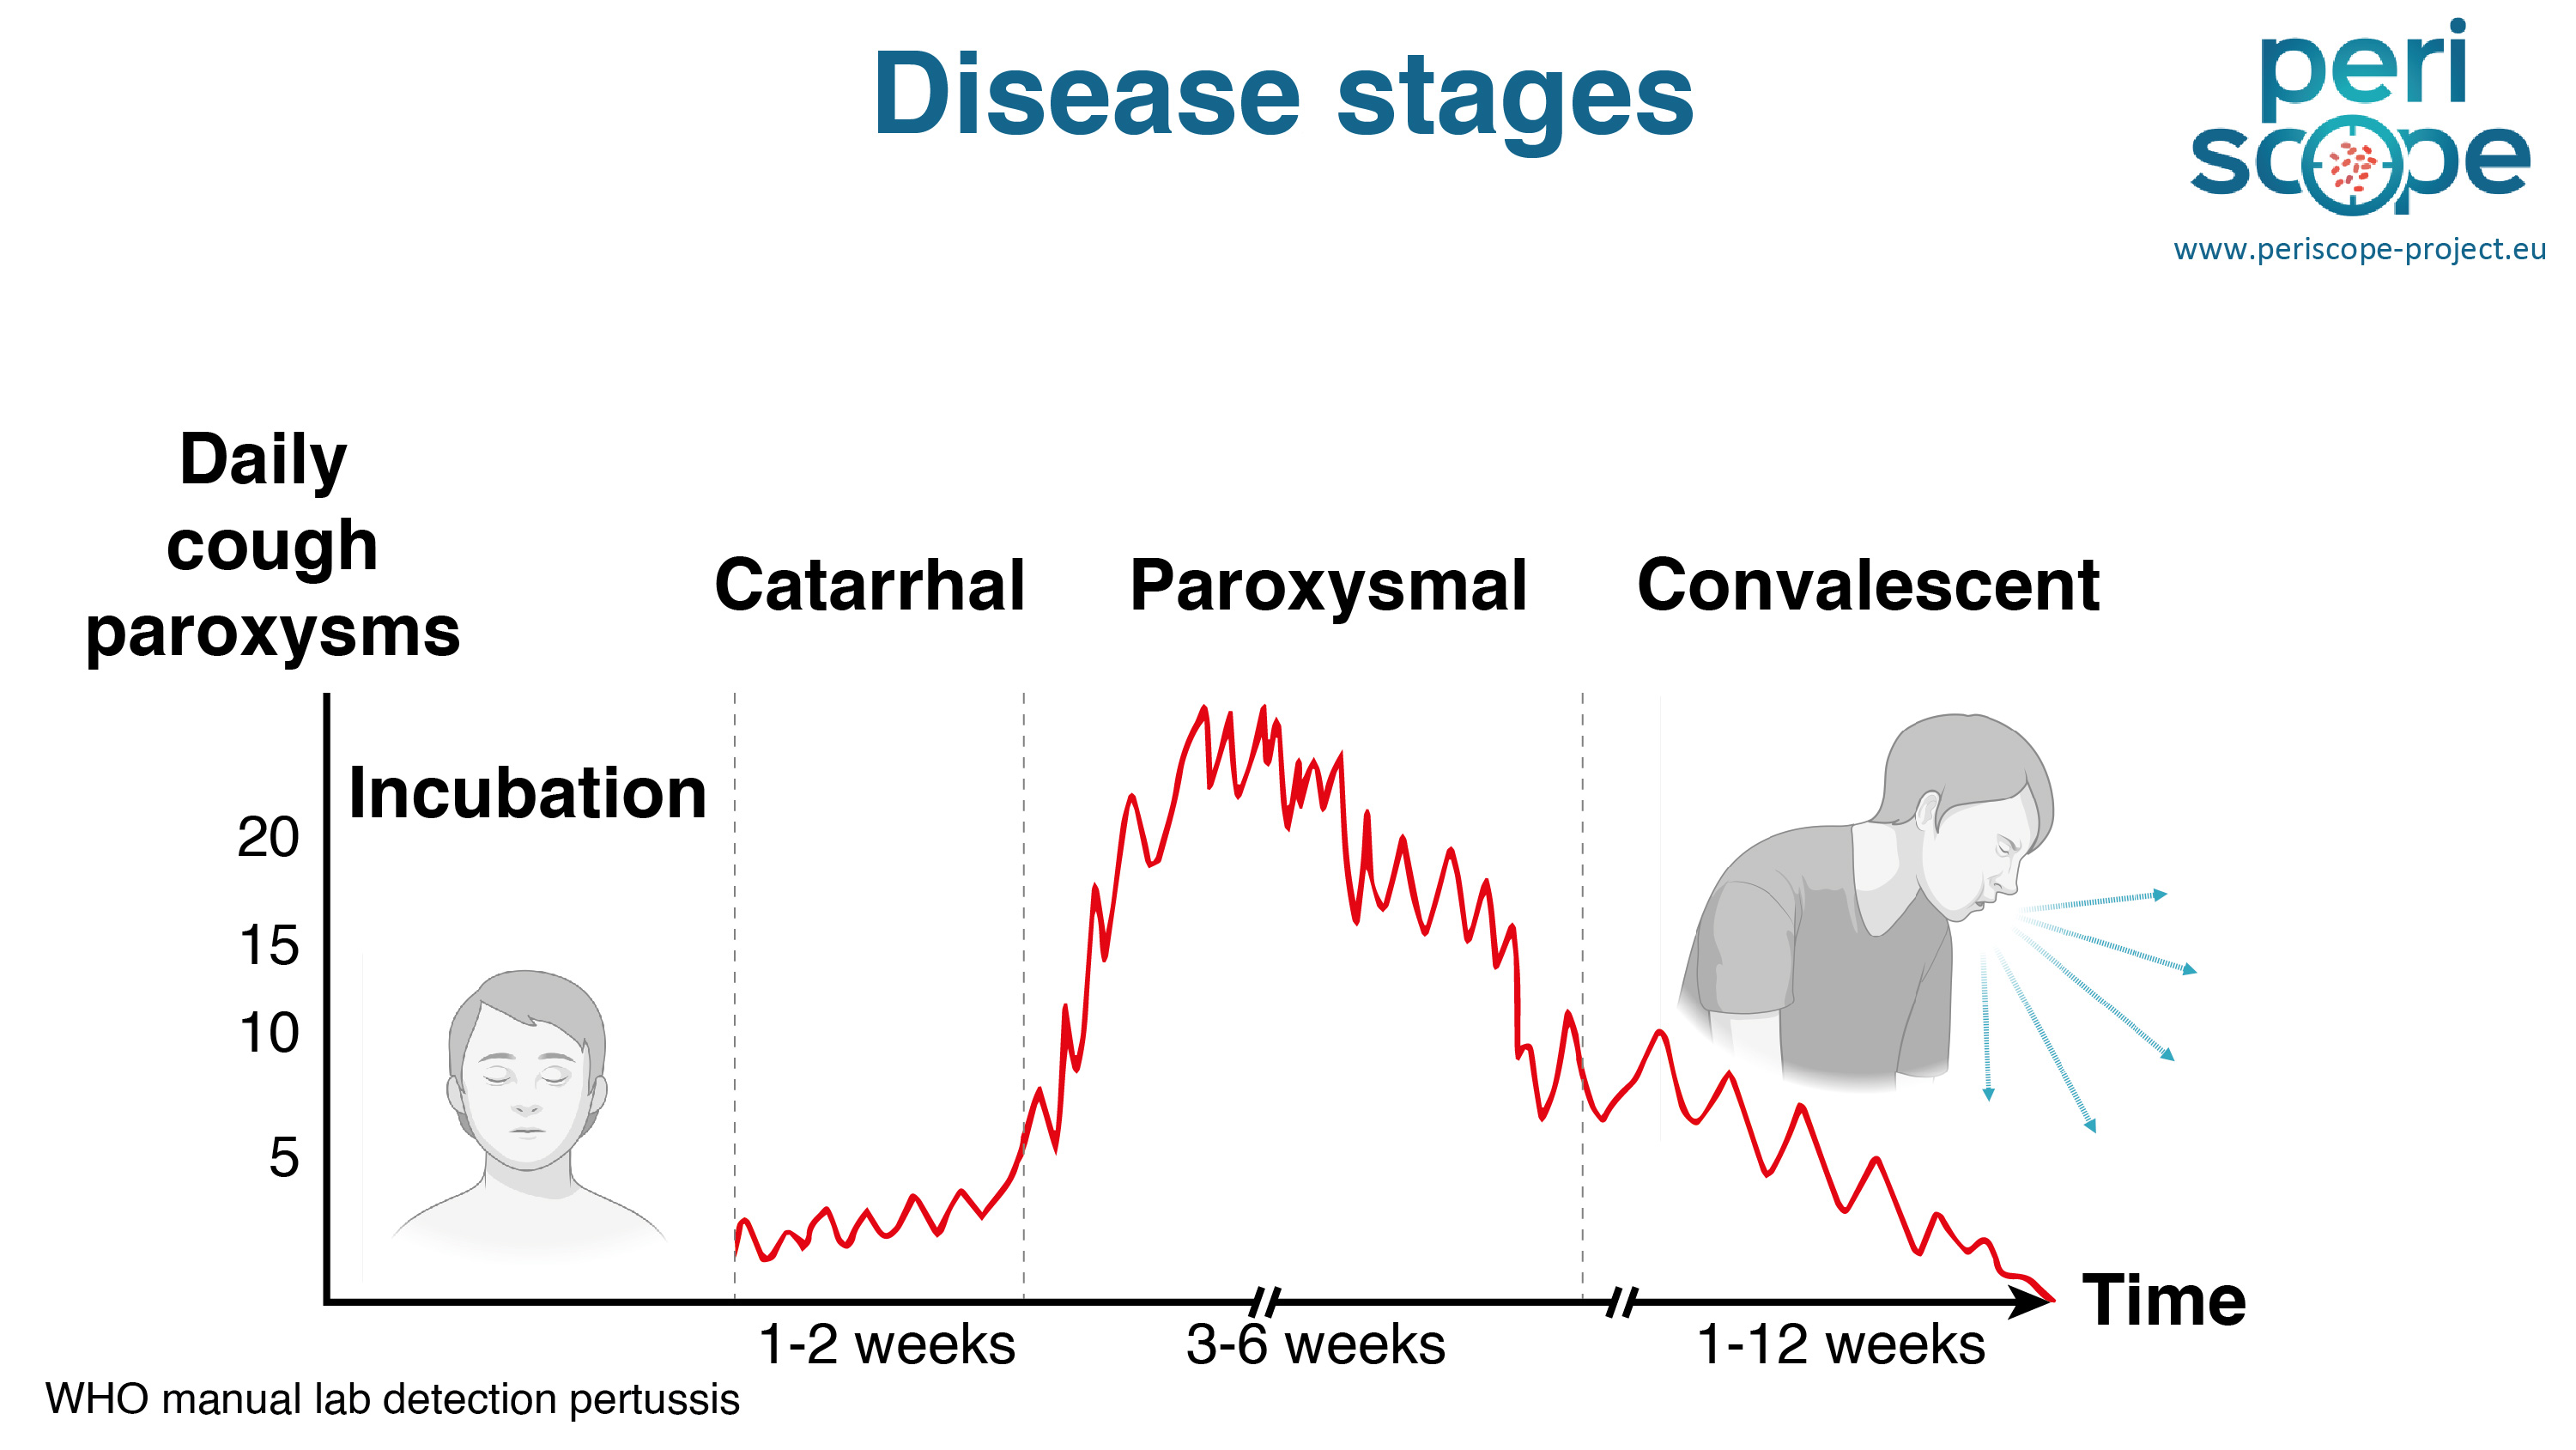 Disease stages
peri
scope
www.periscope-project.eu
Daily
cough
paroxysms
Catarrhal
Paroxysmal
Convalescent
Incubation
20
15
10
5
Time
1-2 weeks
3-6 weeks
1-12 weeks
WHO manual lab detection pertussis